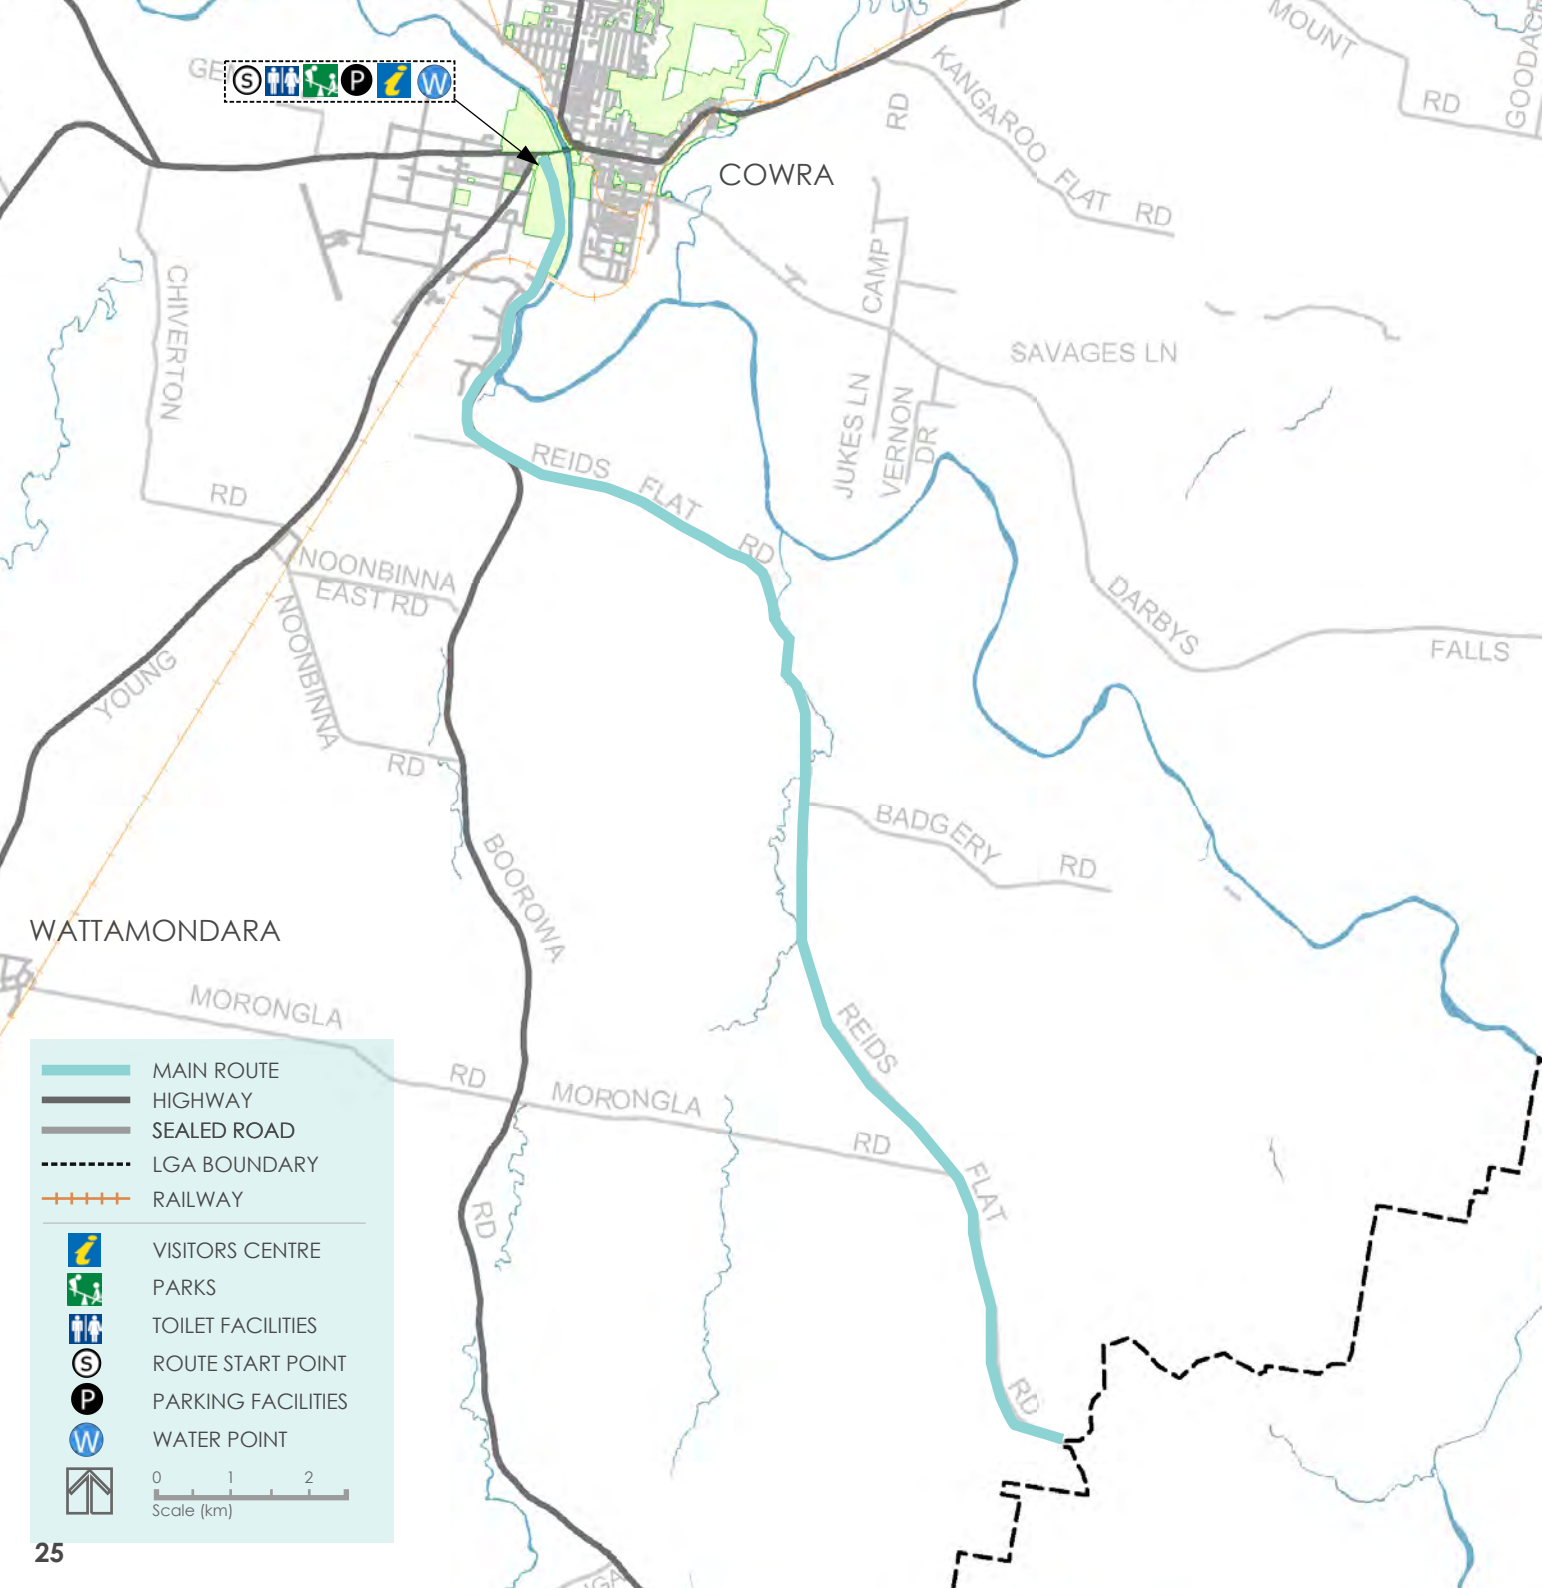 MOUNT
RD
GOODAC
S
P
i
W
KANGAROO
FLAT
RD
RD
COWRA
CHIVERTON
RD
CAMP
SAVAGES LN
JUKES LN
VERNON
DR
REIDS
FLAT
RD
NOONBINNA
EAST RD
NOONBINNA
RD
YOUNG
DARBYS
FALLS
BADGERY
RD
BOOROWA
RD
WATTAMONDARA
MORONGLA
RD
MORONGLA
RD
REIDS
FLAT
RD
MAIN ROUTE
HIGHWAY
SEALED ROAD
LGA BOUNDARY
RAILWAY
i
VISITORS CENTRE
PARKS
TOILET FACILITIES
S
ROUTE START POINT
P
PARKING FACILITIES
W
WATER POINT
0 1 2
Scale (km)
25